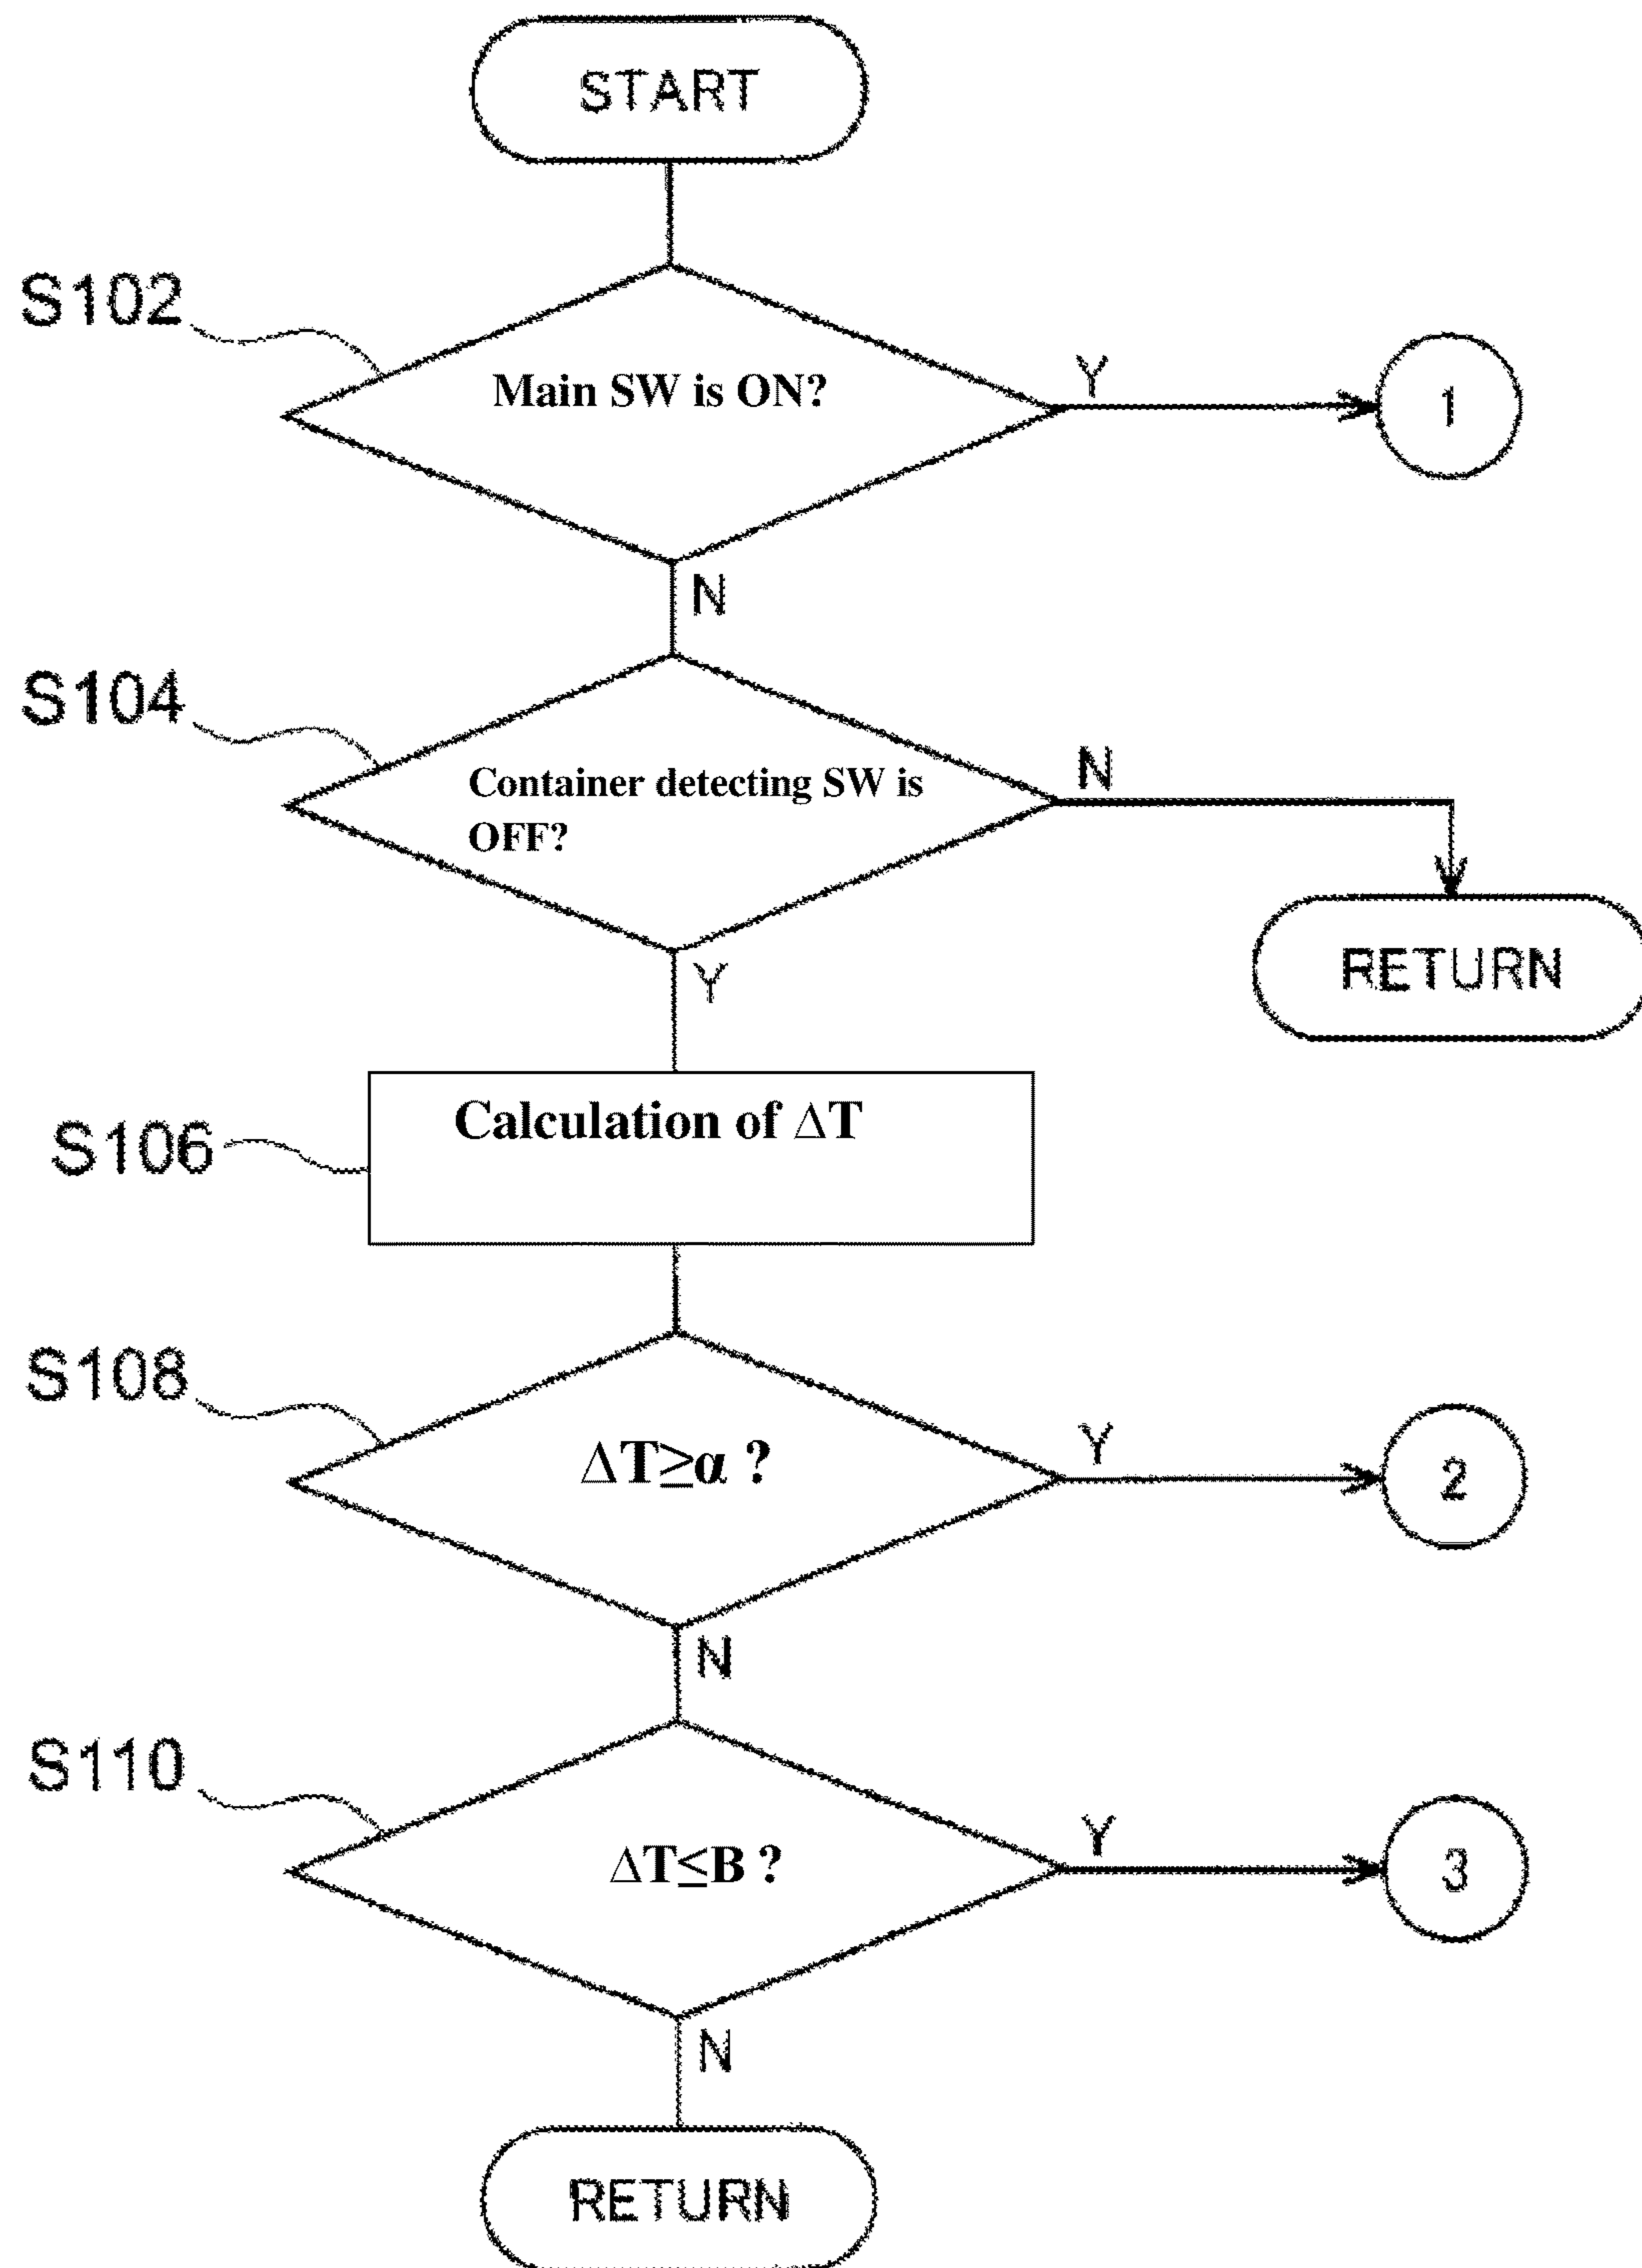 START
S102
Main SW is ON?
Y
1
N
S104
Container detecting SW is
OFF?
N
RETURN
Y
S106
Calculation of ΔT
S108
ΔT≥α ?
Y
2
N
S110
ΔT≤B ?
Y
3
N
RETURN